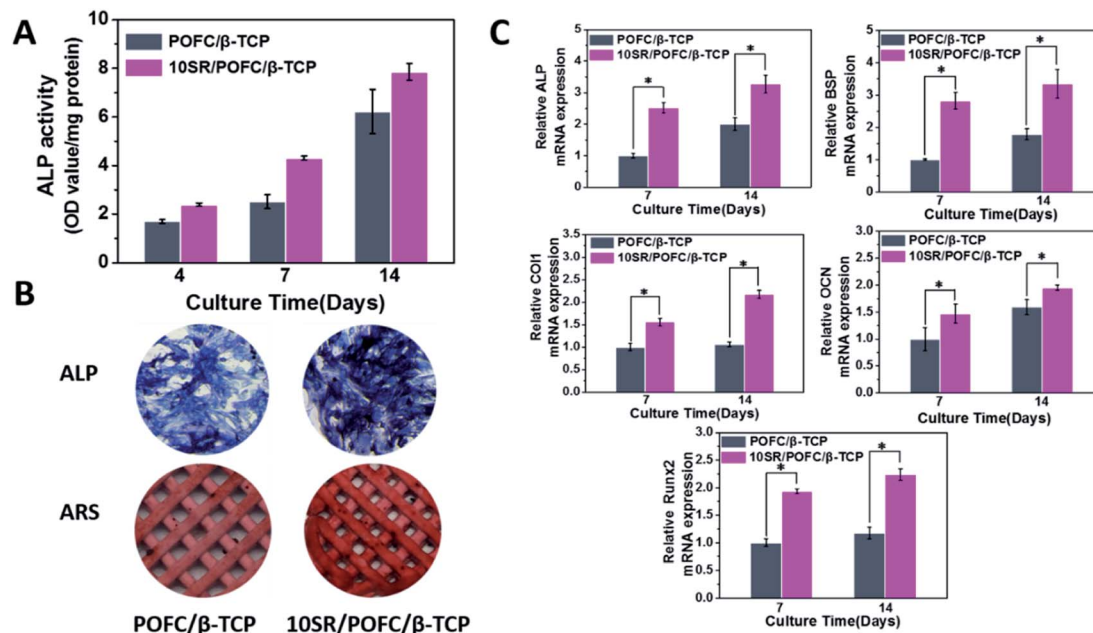 A
ALP activity
(OD value/mg protein)
10
8
6
4
2
0
POFC/β-TCP
10SR/POFC/β-TCP
4 7 14
Culture Time(Days)
B
ALP
ARS
POFC/β-TCP 10SR/POFC/β-TCP
C
Relative ALP
mRNA expression
5
4
3
2
1
0
POFC/β-TCP
10SR/POFC/β-TCP
*
*
7 14
Culture Time(Days)
Relative BSP
mRNA expression
5
4
3
2
1
0
POFC/β-TCP
10SR/POFC/β-TCP
*
*
7 14
Culture Time(Days)
Relative COl1
mRNA expression
3.0
2.5
2.0
1.5
1.0
0.5
0.0
POFC/β-TCP
10SR/POFC/β-TCP
*
*
7 14
Culture Time(Days)
Relative OCN
mRNA expression
3.0
2.5
2.0
1.5
1.0
0.5
0.0
POFC/β-TCP
10SR/POFC/β-TCP
*
*
7 14
Culture Time(Days)
Relative Runx2
mRNA expression
3.0
2.5
2.0
1.5
1.0
0.5
0.0
POFC/β-TCP
10SR/POFC/β-TCP
*
*
7 14
Culture Time(Days)